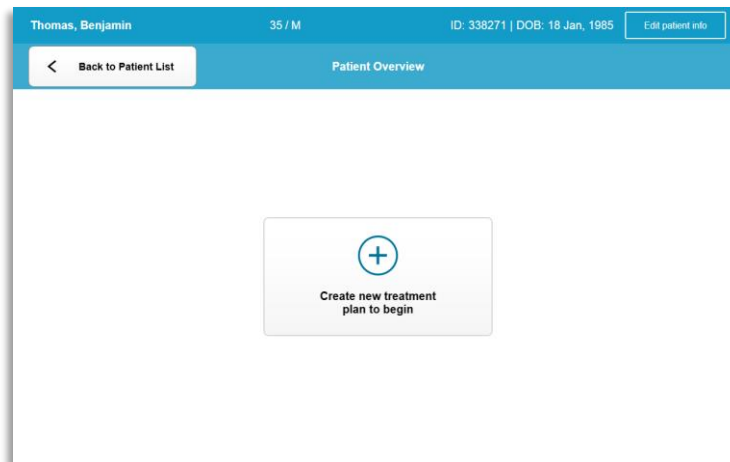 Thomas, Benjamin 35 / M ID: 338271 | DOB: 18 Jan, 1985 Edit patient info
Back to Patient List Patient Overview
Create new treatment
plan to begin